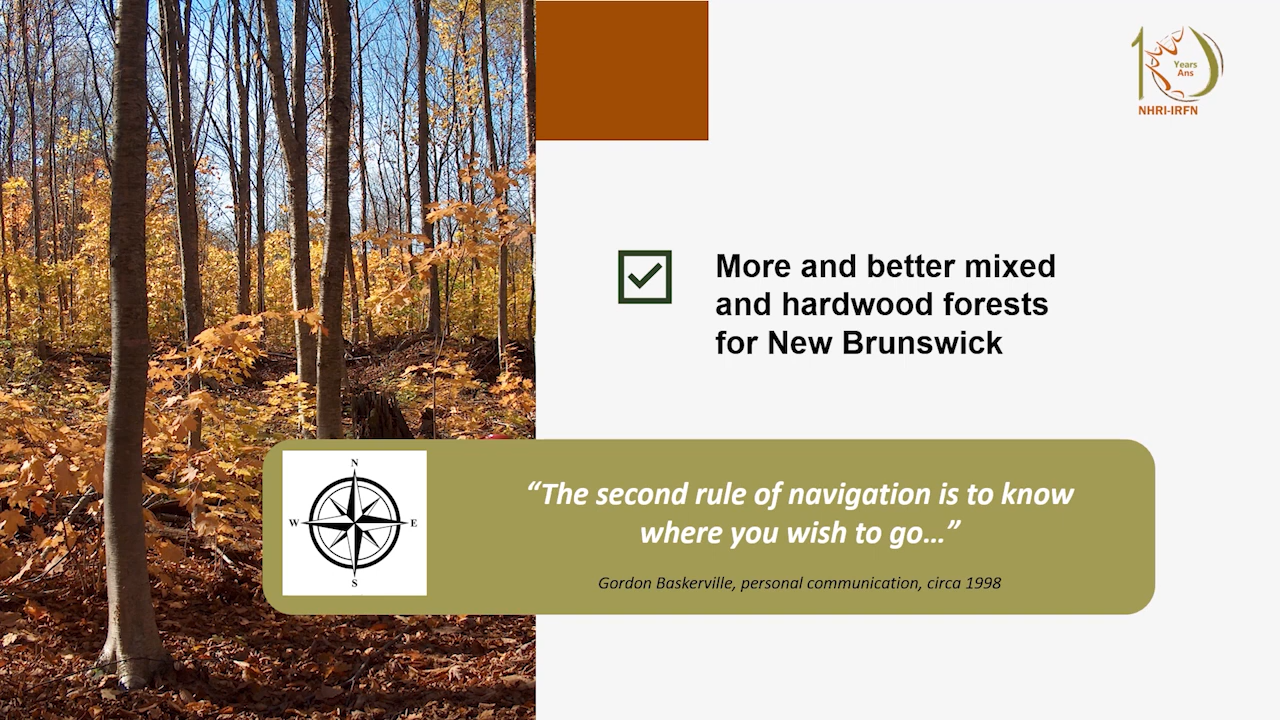 10
Years
Ans
NHRI-IRFN
More and better mixed
and hardwood forests
for New Brunswick
N
W E
S
“The second rule of navigation is to know
where you wish to go…”
Gordon Baskerville, personal communication, circa 1998